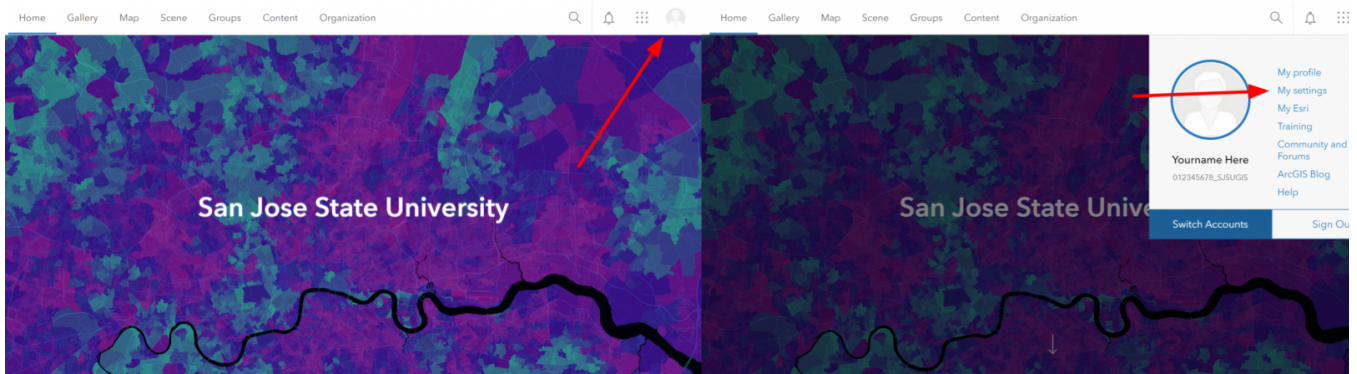 Home Gallery Map Scene Groups Content Organization
San Jose State University
Home Gallery Map Scene Groups Content Organization
San Jose State Unive
My profile
My settings
My Esri
Training
Community and
Forums
ArcGIS Blog
Help
Yourname Here
012345678_SJSUGIS
Switch Accounts
Sign Ou